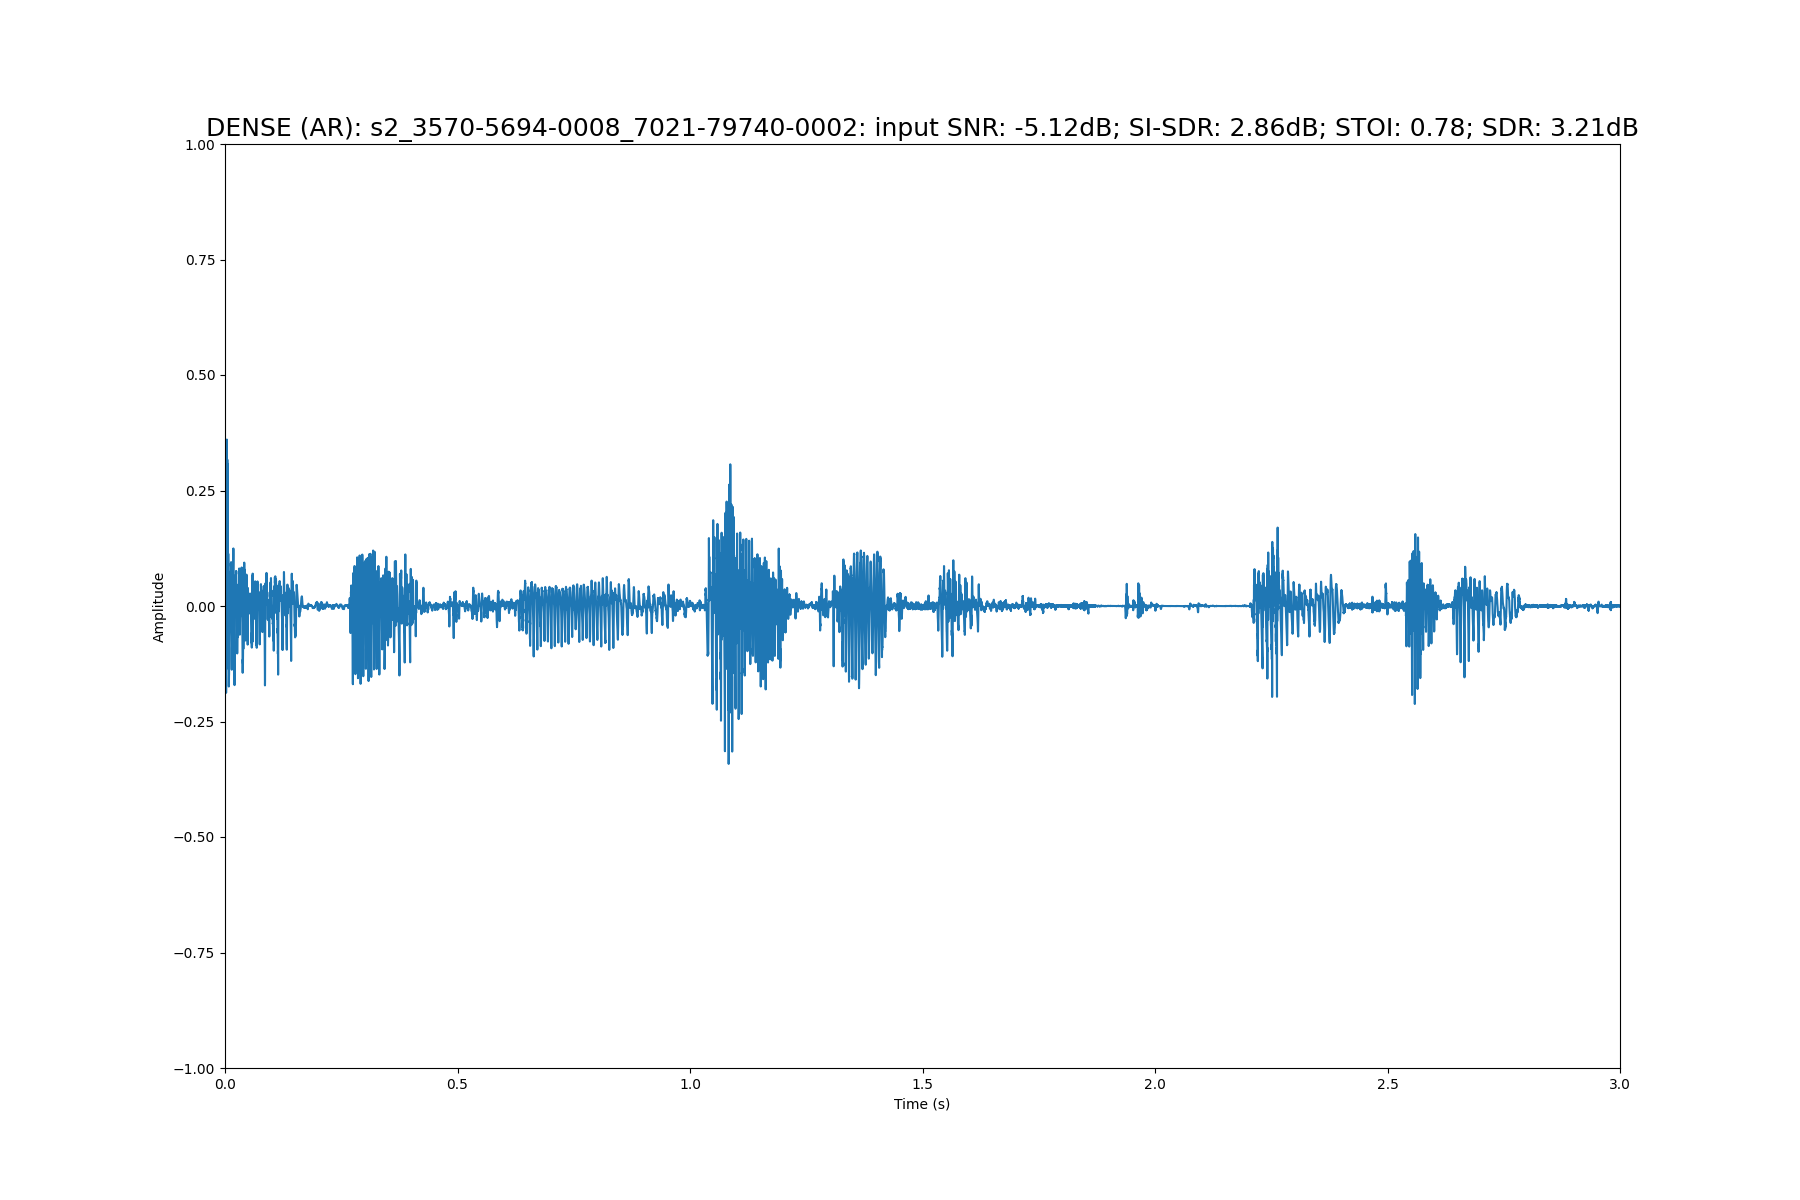 DENSE (AR): s2_3570-5694-0008_7021-79740-0002: input SNR: -5.12dB; SI-SDR: 2.86dB; STOI: 0.78; SDR: 3.21dB
1.00
0.75
0.50
0.25
0.00
−0.25
−0.50
−0.75
−1.00
Amplitude
0.0 0.5 1.0 1.5 2.0 2.5 3.0
Time (s)